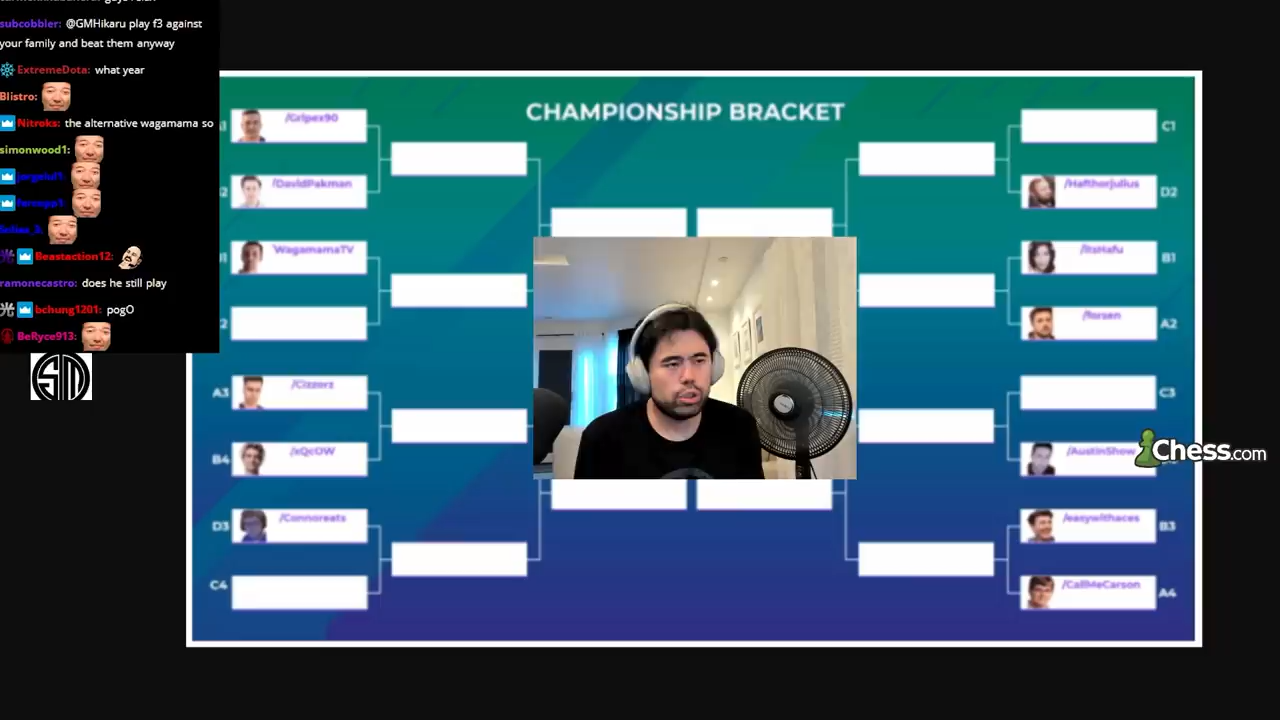 subcobbler: @GMHikaru play f3 against
your family and beat them anyway
ExtremeDota: what year
Blistro:
Nitroks: the alternative wagamama so
simonwood1:
Beastaction12:
ramonecastro: does he still play
bchung1201: pogO
BeRyce913:
CHAMPIONSHIP BRACKET
/Gripex90
/DavidPakman
WagamamaTV
A3
/Cizzorz
B4
/xQcOW
D3
/Connoreats
C4
C1
/Hafthorjulius
D2
/itsHafu
B1
/forsen
A2
C3
/AustinShow
/easywithaces
B3
/CallMeCarson
A4
Chess.com